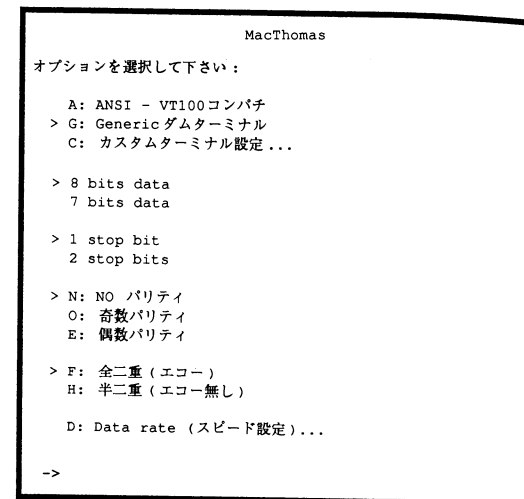 MacThomas
オプションを選択して下さい：
A: ANSI - VT100コンパチ
> G: Genericダムターミナル
C: カスタムターミナル設定...
> 8 bits data
7 bits data
> 1 stop bit
2 stop bits
> N: NO パリティ
O: 奇数パリティ
E: 偶数パリティ
> F: 全二重(エコー)
H: 半二重(エコー無し)
D: Data rate (スピード設定)...
->